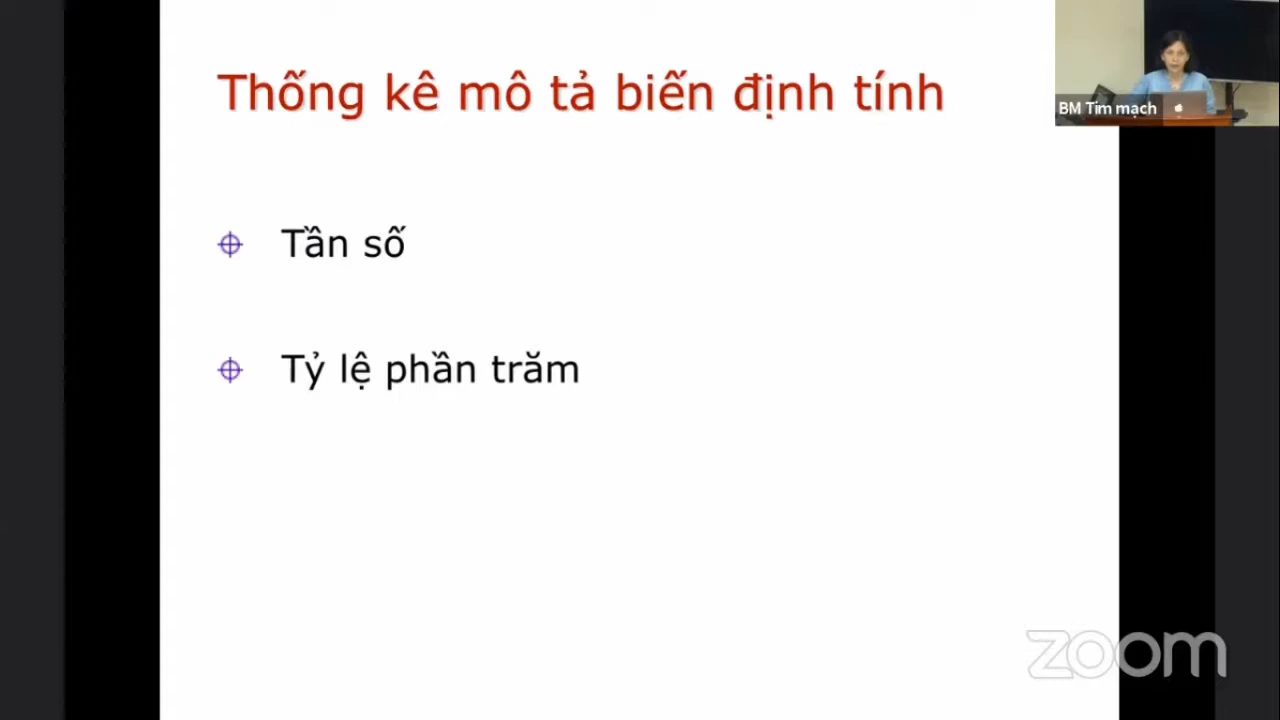 Thống kê mô tả biến định tính
BM Tim mạch
Tần số
Tỷ lệ phần trăm
zoom